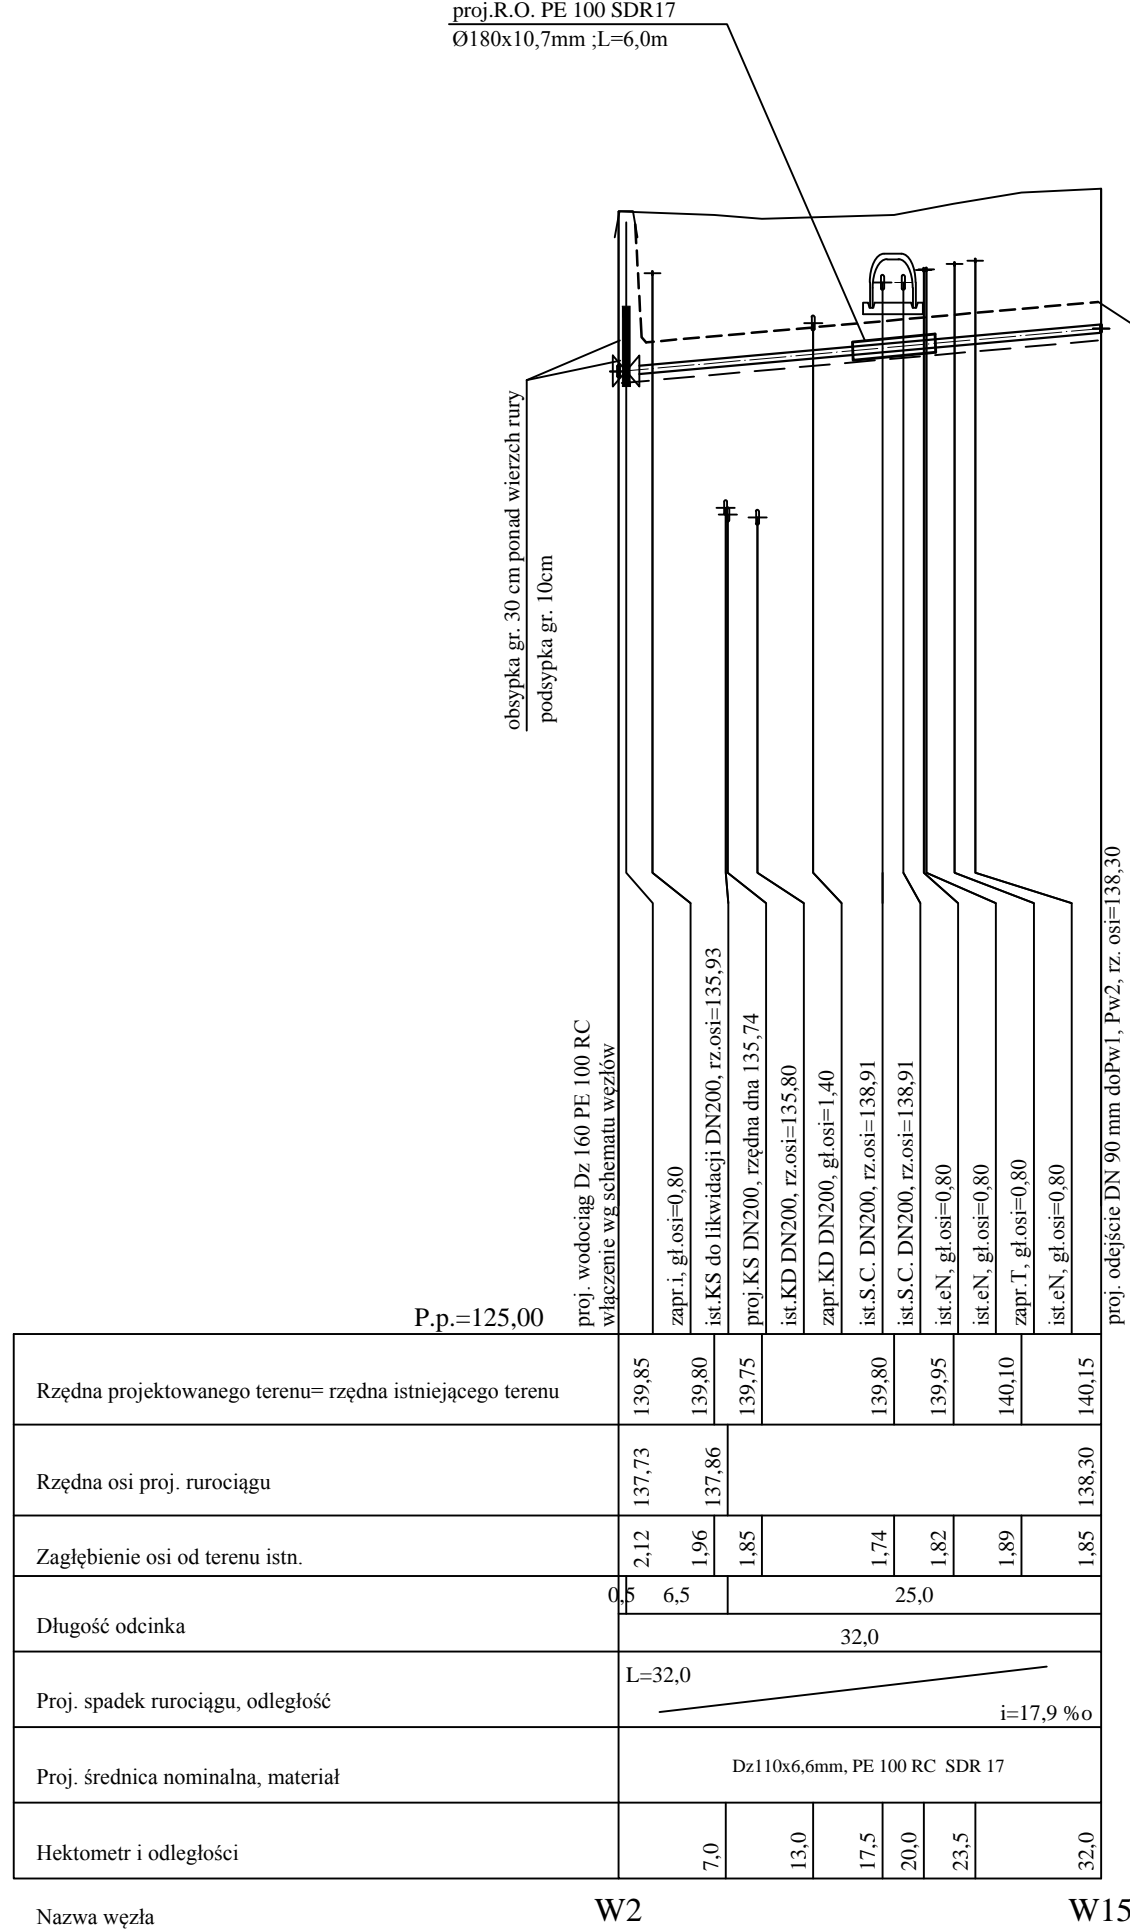 proj.R.O. PE 100 SDR17
Ø180x10,7mm ;L=6,0m
obsypka gr. 30 cm ponad wierzch rury
podsypka gr. 10cm
proj. wodociąg Dz 160 PE 100 RC
włączenie wg schematu węzłów
zapr.i, gł.osi=0,80
ist.KS do likwidacji DN200, rz.osi=135,93
proj.KS DN200, rzędna dna 135,74
ist.KD DN200, rz.osi=135,80
zapr.KD DN200, gł.osi=1,40
ist.S.C. DN200, rz.osi=138,91
ist.S.C. DN200, rz.osi=138,91
ist.eN, gł.osi=0,80
ist.eN, gł.osi=0,80
zapr.T, gł.osi=0,80
ist.eN, gł.osi=0,80
proj. odejście DN 90 mm doPw1, Pw2, rz. osi=138,30
P.p.=125,00
Rzędna projektowanego terenu= rzędna istniejącego terenu
139,85 139,80 139,75 139,80 139,95 140,10 140,15
Rzędna osi proj. rurociągu
137,73 137,86 138,30
Zagłębienie osi od terenu istn.
2,12 1,96 1,85 1,74 1,82 1,89 1,85
Długość odcinka
0,5 6,5 25,0
32,0
Proj. spadek rurociągu, odległość
L=32,0
i=17,9 %o
Proj. średnica nominalna, materiał
Dz110x6,6mm, PE 100 RC SDR 17
Hektometr i odległości
7,0 13,0 17,5 20,0 23,5 32,0
Nazwa węzła
W2 W15